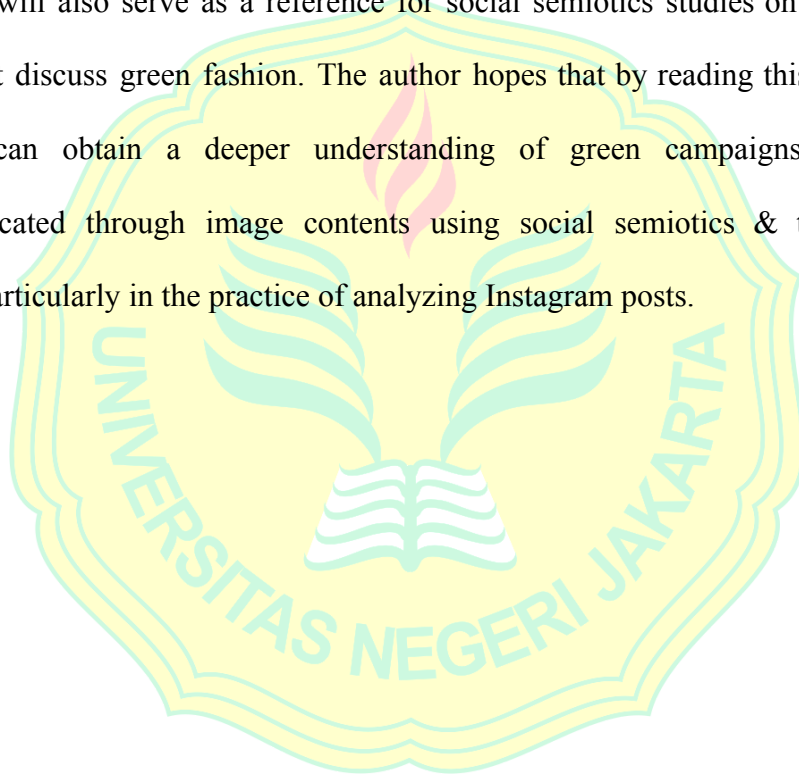 will also serve as a reference for social semiotics studies on
t discuss green fashion. The author hopes that by reading this
can obtain a deeper understanding of green campaigns
cated through image contents using social semiotics & t
articularly in the practice of analyzing Instagram posts.
UNIVERSITAS NEGERI JAKARTA